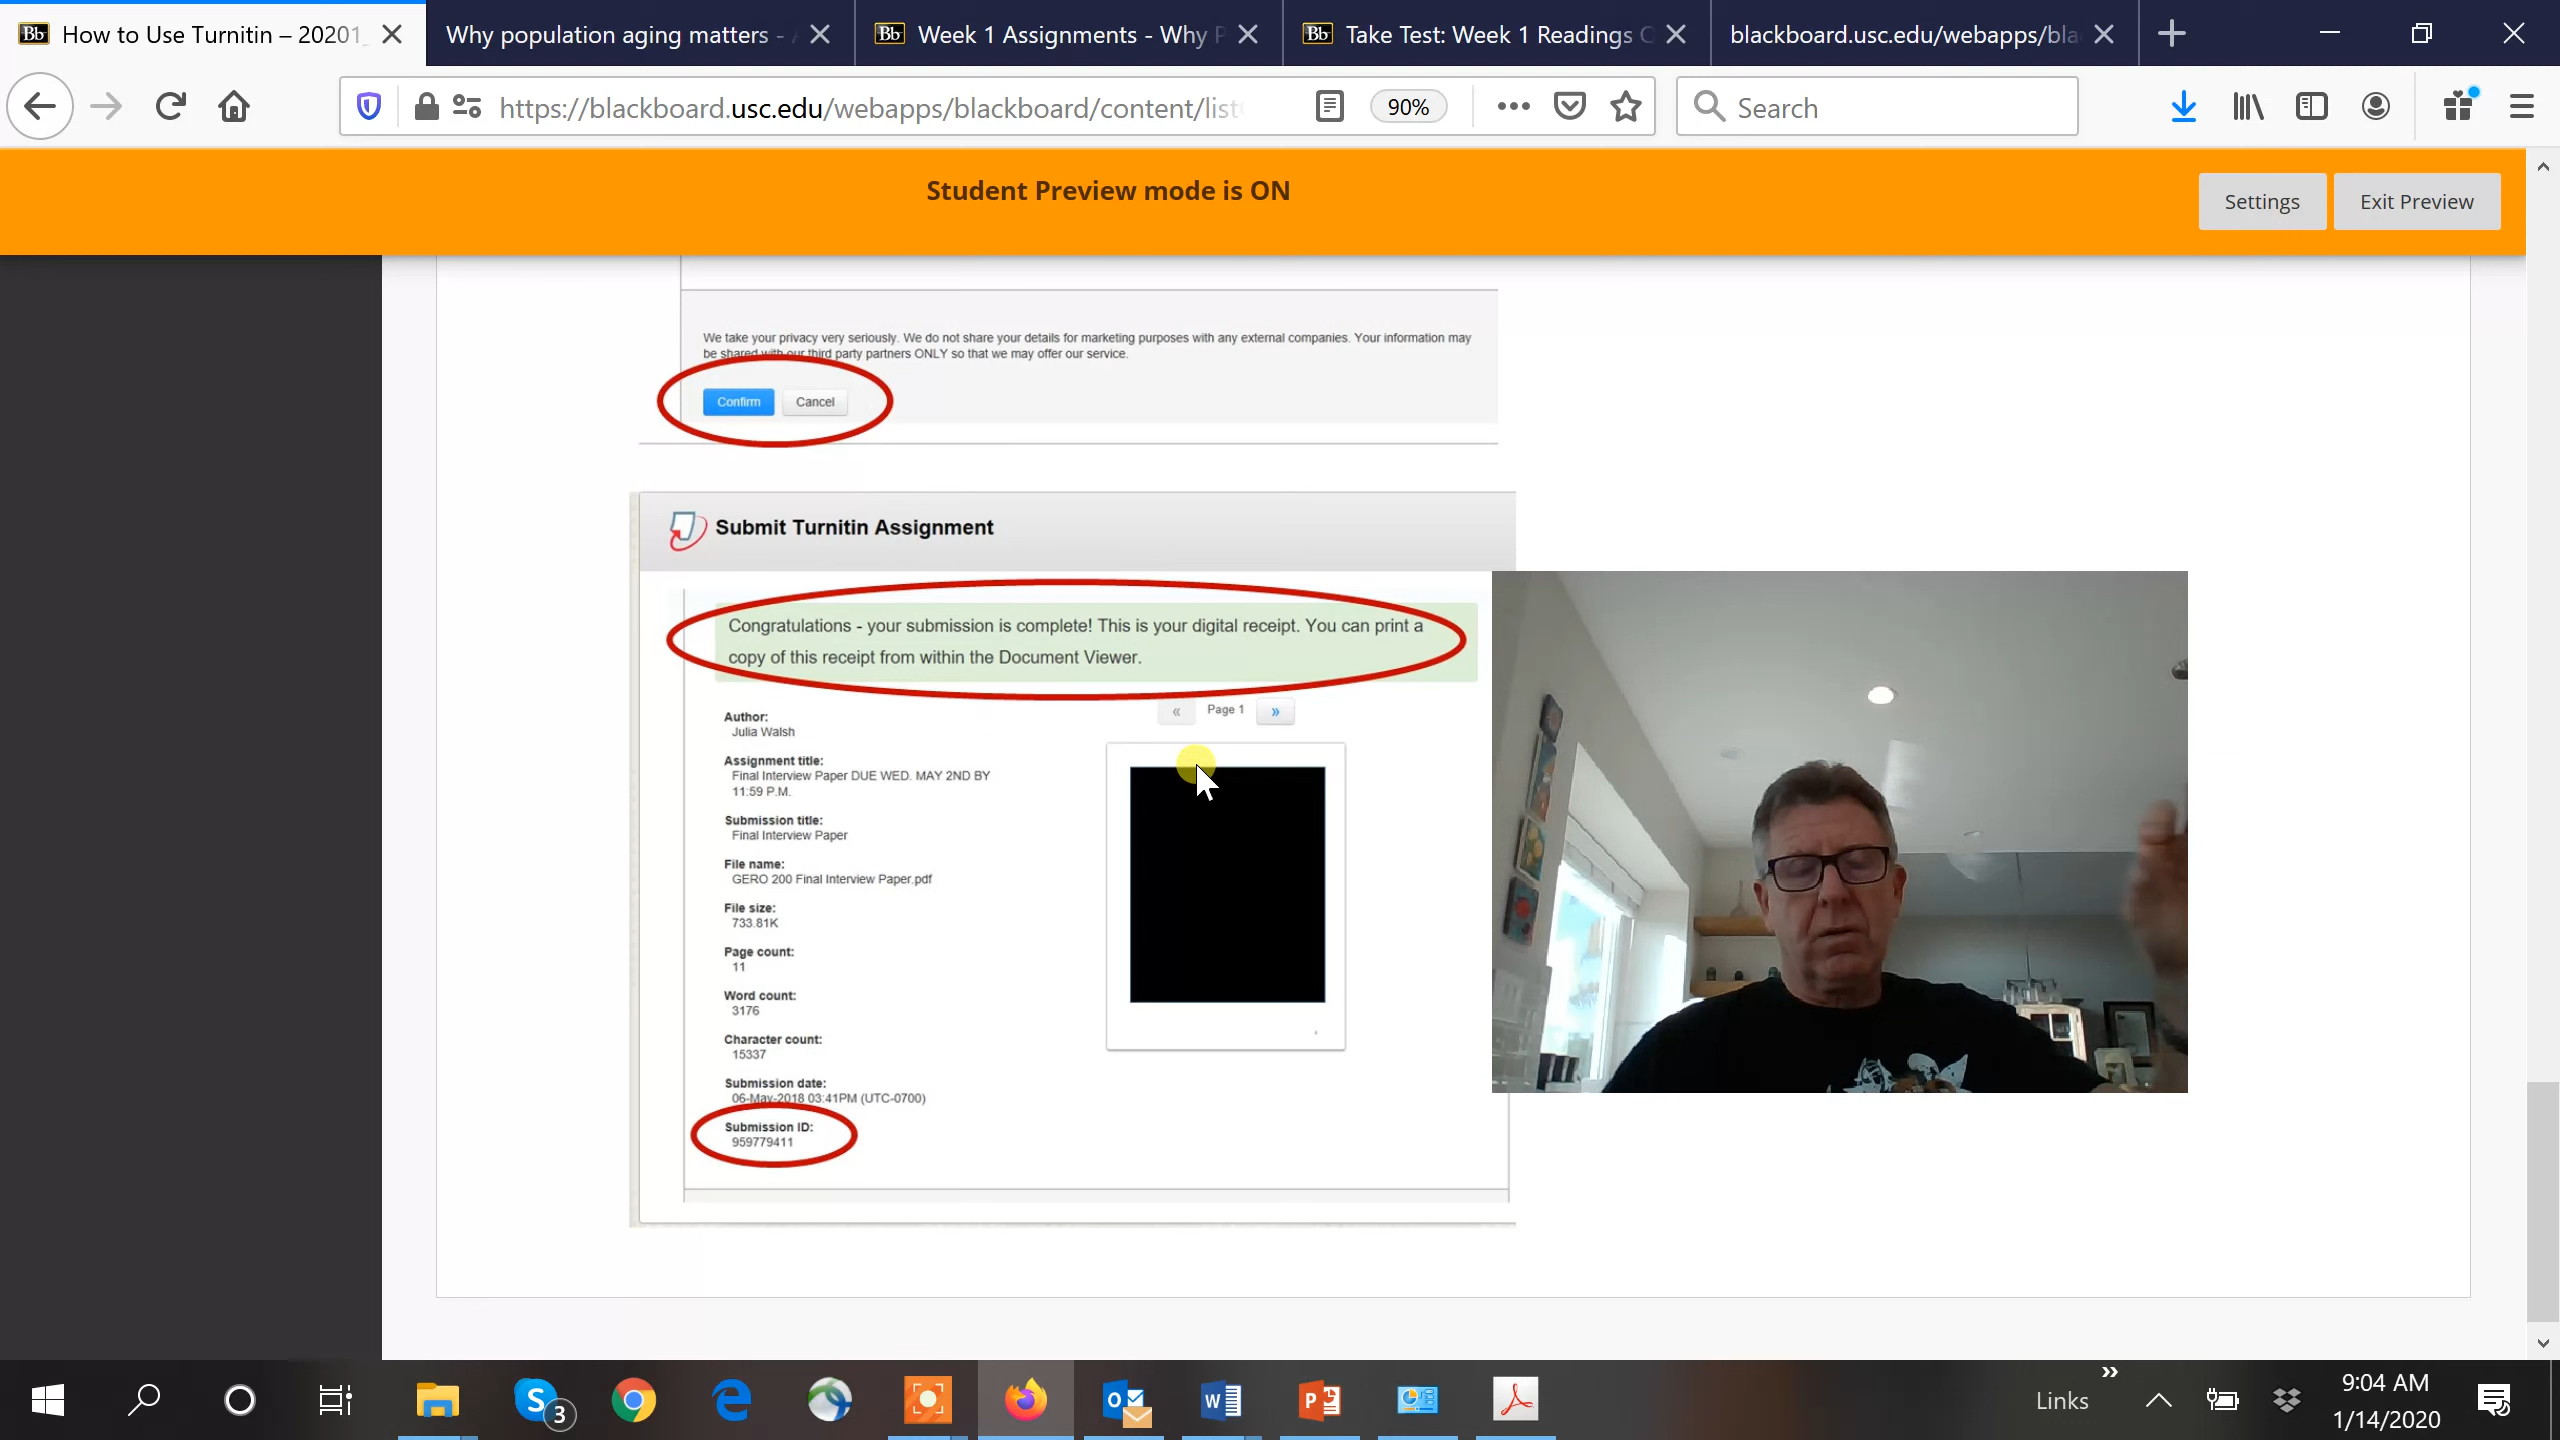 How to Use Turnitin – 20201_
Why population aging matters -
Week 1 Assignments - Why P
Take Test: Week 1 Readings C
blackboard.usc.edu/webapps/bla
https://blackboard.usc.edu/webapps/blackboard/content/list
90%
Search
Student Preview mode is ON
Settings
Exit Preview
We take your privacy very seriously. We do not share your details for marketing purposes with any external companies. Your information may
be shared with our third party partners ONLY so that we may offer our service.
Confirm
Cancel
Submit Turnitin Assignment
Congratulations - your submission is complete! This is your digital receipt. You can print a
copy of this receipt from within the Document Viewer.
« Page 1 »
Author:
Julia Walsh
Assignment title:
Final Interview Paper DUE WED. MAY 2ND BY
11:59 P.M.
Submission title:
Final Interview Paper
File name:
GERO 200 Final Interview Paper.pdf
File size:
733.81K
Page count:
11
Word count:
3176
Character count:
15337
Submission date:
06-May-2018 03:41PM (UTC-0700)
Submission ID:
959779411
3
Links
9:04 AM
1/14/2020